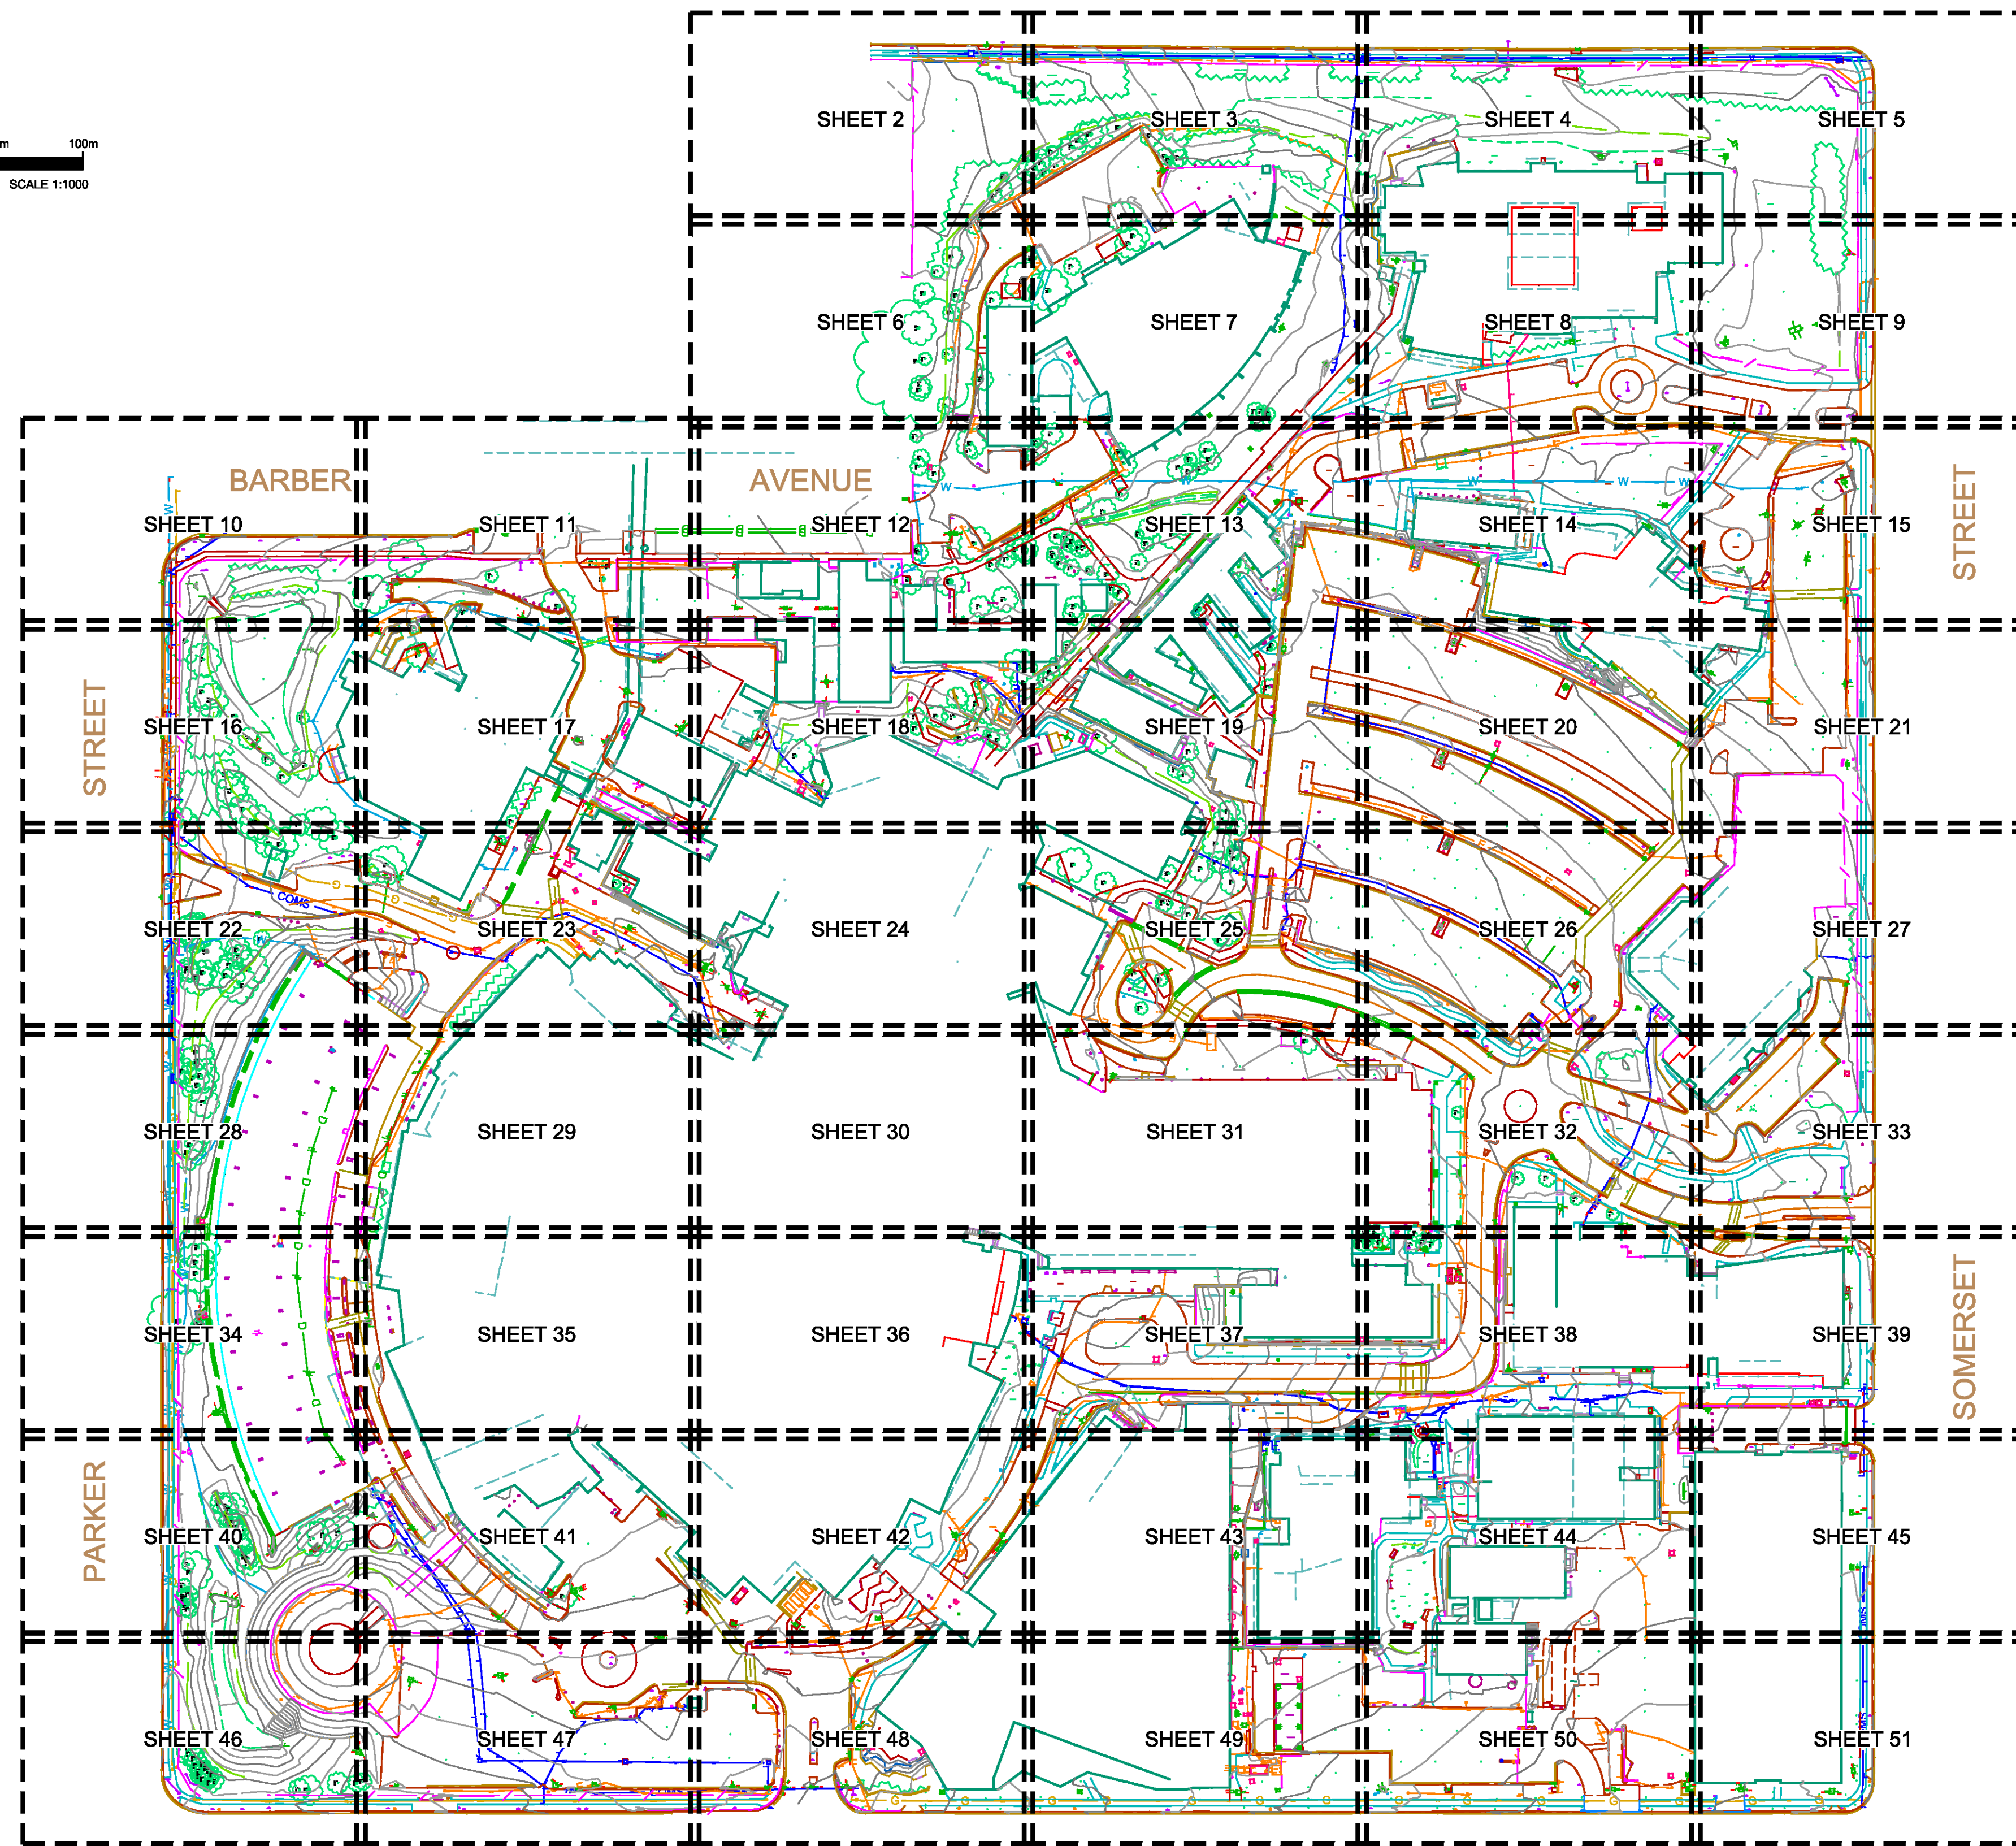 m 100m
SCALE 1:1000
SHEET 2 SHEET 3 SHEET 4 SHEET 5
SHEET 6 SHEET 7 SHEET 8 SHEET 9
BARBER AVENUE STREET
SHEET 10 SHEET 11 SHEET 12 SHEET 13 SHEET 14 SHEET 15
STREET
SHEET 16 SHEET 17 SHEET 18 SHEET 19 SHEET 20 SHEET 21
COMS
SHEET 22 SHEET 23 SHEET 24 SHEET 25 SHEET 26 SHEET 27
SHEET 28 SHEET 29 SHEET 30 SHEET 31 SHEET 32 SHEET 33
SHEET 34 SHEET 35 SHEET 36 SHEET 37 SHEET 38 SHEET 39
SOMERSET
PARKER
SHEET 40 SHEET 41 SHEET 42 SHEET 43 SHEET 44 SHEET 45
COMS
SHEET 46 SHEET 47 SHEET 48 SHEET 49 SHEET 50 SHEET 51
COMS